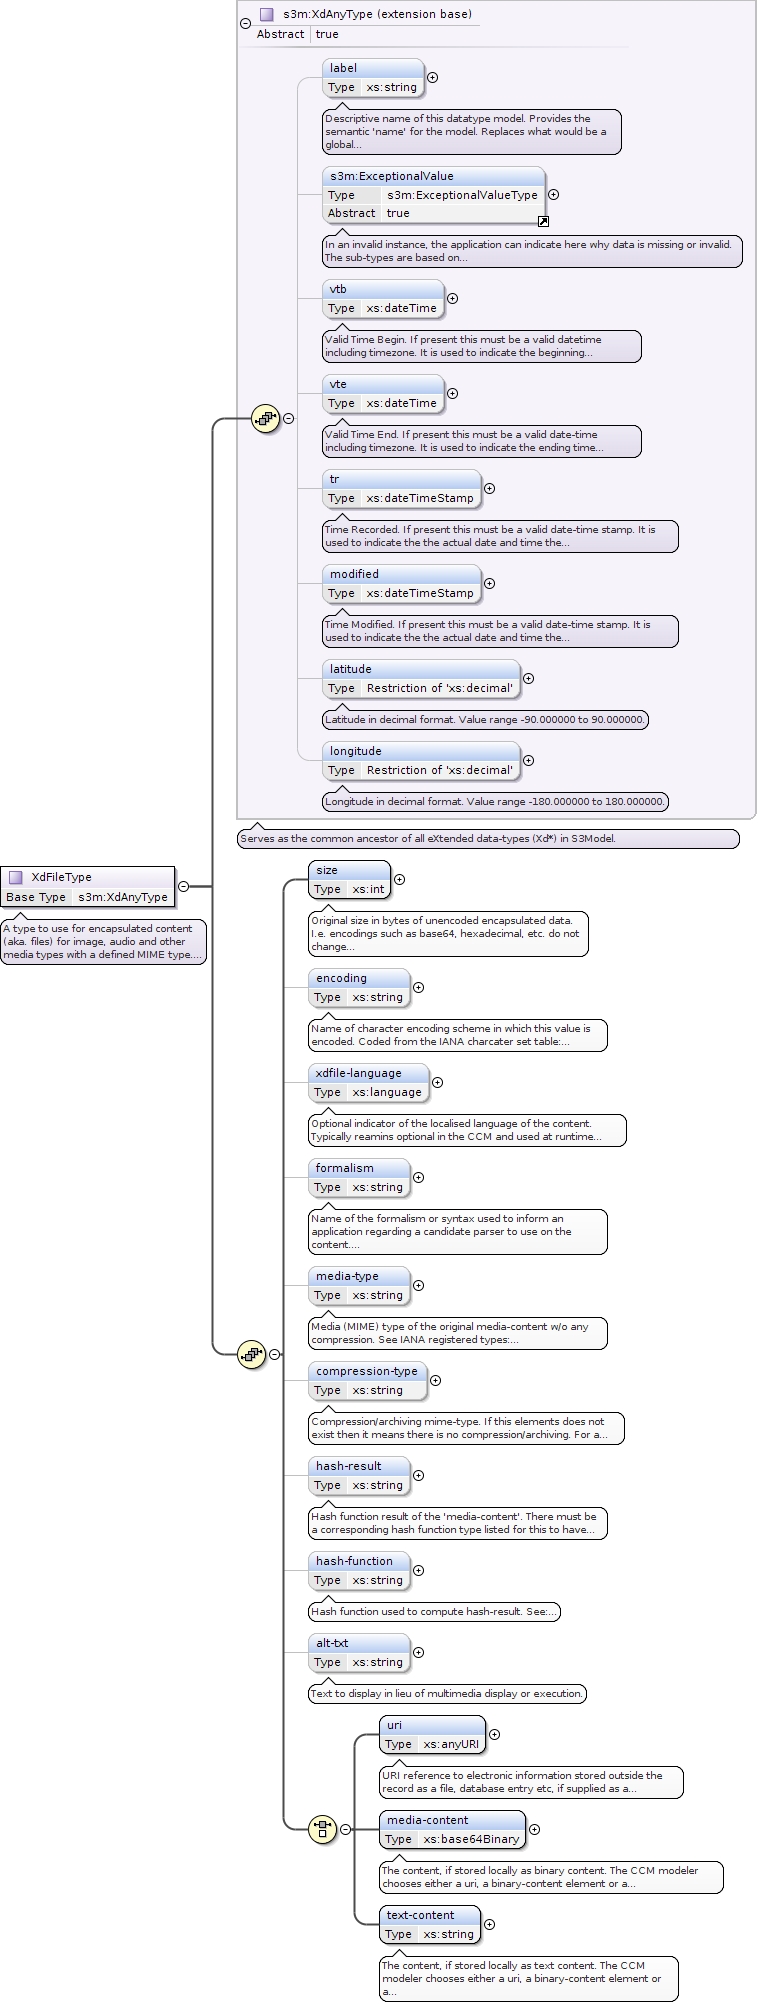 s3m:XdAnyType (extension base)
Abstract true
label
Type xs:string
Descriptive name of this datatype model. Provides the
semantic 'name' for the model. Replaces what would be a
global...
s3m:ExceptionalValue
Type s3m:ExceptionalValueType
Abstract true
In an invalid instance, the application can indicate here why data is missing or invalid.
The sub-types are based on...
vtb
Type xs:dateTime
Valid Time Begin. If present this must be a valid datetime
including timezone. It is used to indicate the beginning...
vte
Type xs:dateTime
Valid Time End. If present this must be a valid date-time
including timezone. It is used to indicate the ending time...
tr
Type xs:dateTimeStamp
Time Recorded. If present this must be a valid date-time stamp. It is
used to indicate the the actual date and time the...
modified
Type xs:dateTimeStamp
Time Modified. If present this must be a valid date-time stamp. It is
used to indicate the the actual date and time the...
latitude
Type Restriction of 'xs:decimal'
Latitude in decimal format. Value range -90.000000 to 90.000000.
longitude
Type Restriction of 'xs:decimal'
Longitude in decimal format. Value range -180.000000 to 180.000000.
Serves as the common ancestor of all eXtended data-types (Xd*) in S3Model.
XdFileType
Base Type s3m:XdAnyType
A type to use for encapsulated content
(aka. files) for image, audio and other
media types with a defined MIME type....
size
Type xs:int
Original size in bytes of unencoded encapsulated data.
I.e. encodings such as base64, hexadecimal, etc. do not
change...
encoding
Type xs:string
Name of character encoding scheme in which this value is
encoded. Coded from the IANA charcater set table:...
xdfile-language
Type xs:language
Optional indicator of the localised language of the content.
Typically reamins optional in the CCM and used at runtime...
formalism
Type xs:string
Name of the formalism or syntax used to inform an
application regarding a candidate parser to use on the
content....
media-type
Type xs:string
Media (MIME) type of the original media-content w/o any
compression. See IANA registered types:...
compression-type
Type xs:string
Compression/archiving mime-type. If this elements does not
exist then it means there is no compression/archiving. For a...
hash-result
Type xs:string
Hash function result of the 'media-content'. There must be
a corresponding hash function type listed for this to have...
hash-function
Type xs:string
Hash function used to compute hash-result. See:...
alt-txt
Type xs:string
Text to display in lieu of multimedia display or execution.
uri
Type xs:anyURI
URI reference to electronic information stored outside the
record as a file, database entry etc, if supplied as a...
media-content
Type xs:base64Binary
The content, if stored locally as binary content. The CCM modeler
chooses either a uri, a binary-content element or a...
text-content
Type xs:string
The content, if stored locally as text content. The CCM
modeler chooses either a uri, a binary-content element or
a...